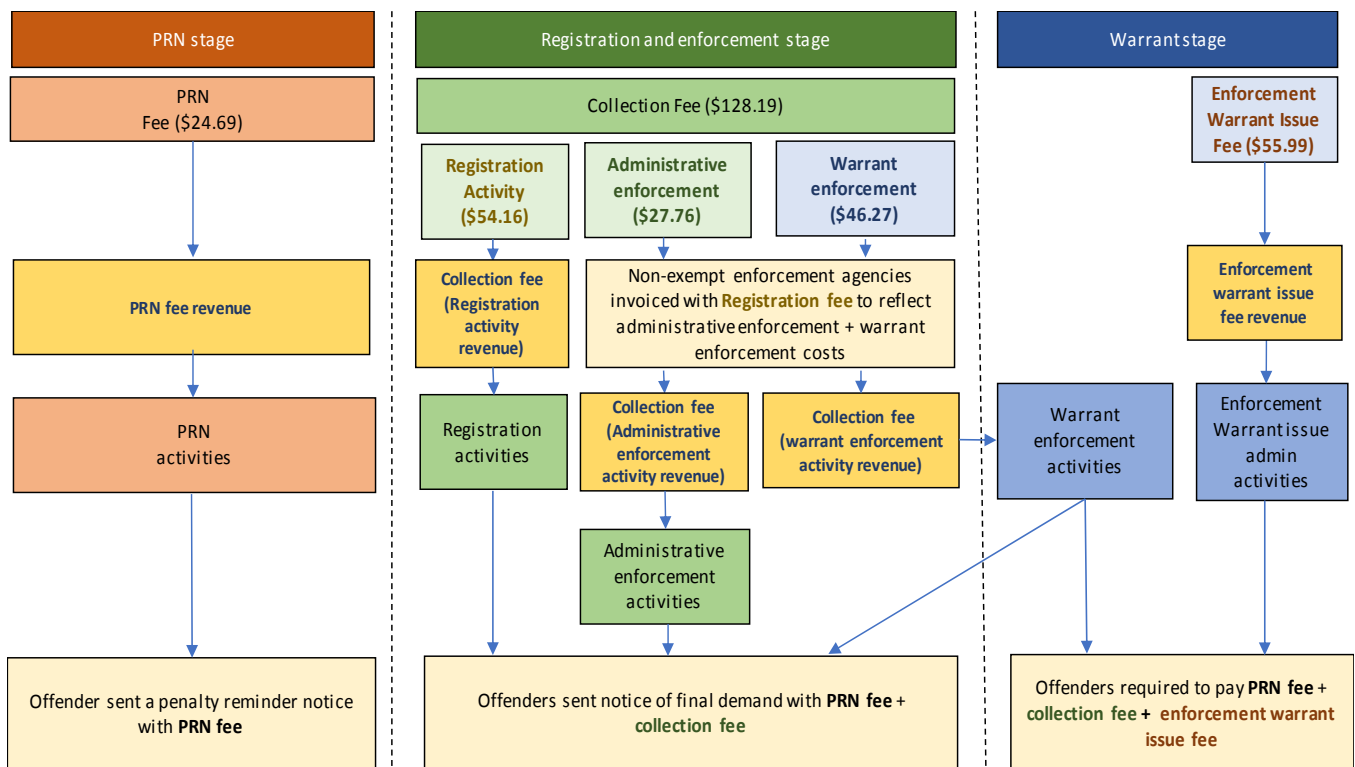 PRN stage
Registration and enforcement stage
Warrant stage
PRN
Fee ($24.69)
Collection Fee ($128.19)
Enforcement
Warrant Issue
Fee ($55.99)
Registration
Activity
($54.16)
Administrative
enforcement
($27.76)
Warrant
enforcement
($46.27)
PRN fee revenue
Collection fee
(Registration
activity
revenue)
Non-exempt enforcement agencies
invoiced with Registration fee to reflect
administrative enforcement + warrant
enforcement costs
Enforcement
warrant issue
fee revenue
PRN
activities
Registration
activities
Collection fee
(Administrative
enforcement
activity revenue)
Collection fee
(warrant enforcement
activity revenue)
Warrant
enforcement
activities
Enforcement
Warrant issue
admin
activities
Administrative
enforcement
activities
Offender sent a penalty reminder notice
with PRN fee
Offenders sent notice of final demand with PRN fee +
collection fee
Offenders required to pay PRN fee +
collection fee + enforcement warrant
issue fee